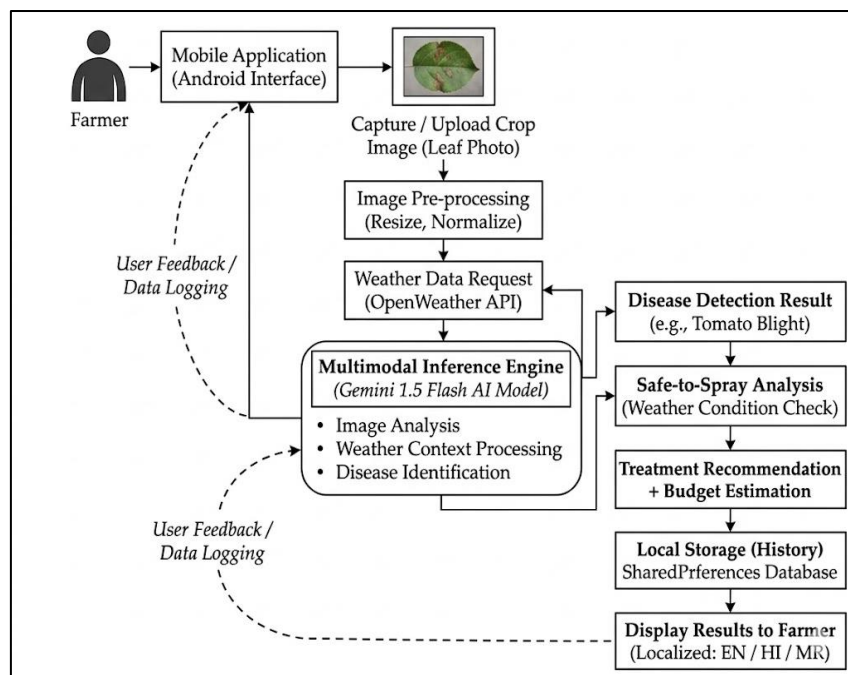 Mobile Application
(Android Interface)
Farmer
Capture / Upload Crop
Image (Leaf Photo)
Image Pre-processing
(Resize, Normalize)
User Feedback /
Data Logging
Weather Data Request
(OpenWeather API)
Multimodal Inference Engine
(Gemini 1.5 Flash AI Model)
• Image Analysis
• Weather Context Processing
• Disease Identification
User Feedback /
Data Logging
Disease Detection Result
(e.g., Tomato Blight)
Safe-to-Spray Analysis
(Weather Condition Check)
Treatment Recommendation
+ Budget Estimation
Local Storage (History)
SharedPrferences Database
Display Results to Farmer
(Localized: EN / HI / MR)